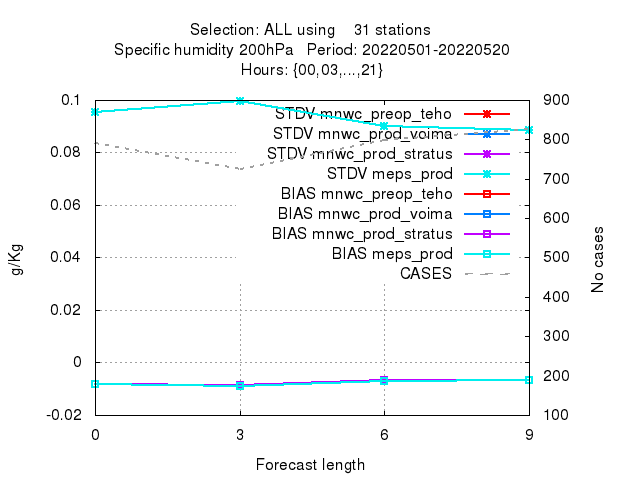 Selection: ALL using    31 stations
Specific humidity 200hPa   Period: 20220501-20220520
Hours: {00,03,...,21}
0.1
0.08
0.06
0.04
0.02
0
-0.02
g/Kg
STDV mnwc_preop_teho
STDV mnwc_prod_voima
STDV mnwc_prod_stratus
STDV meps_prod
BIAS mnwc_preop_teho
BIAS mnwc_prod_voima
BIAS mnwc_prod_stratus
BIAS meps_prod
CASES
900
800
700
600
500
400
300
200
100
No cases
0 3 6 9
Forecast length